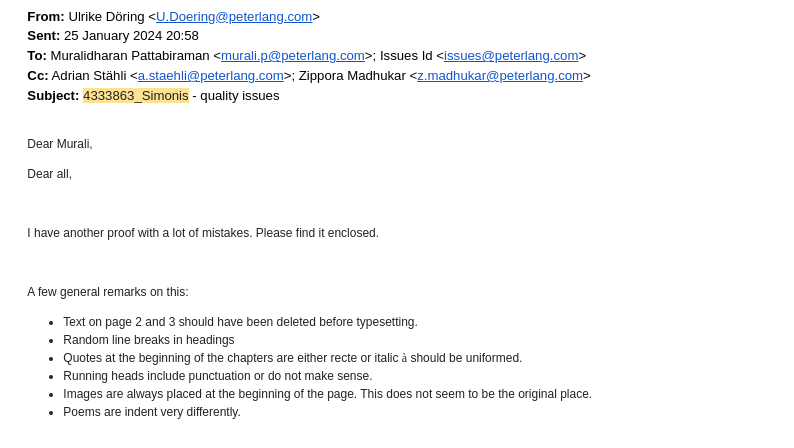 From: Ulrike Döring <U.Doering@peterlang.com>
Sent: 25 January 2024 20:58
To: Muralidharan Pattabiraman <murali.p@peterlang.com>; Issues Id <issues@peterlang.com>
Cc: Adrian Stähli <a.staehli@peterlang.com>; Zippora Madhukar <z.madhukar@peterlang.com>
Subject: 4333863_Simonis - quality issues
Dear Murali,
Dear all,
I have another proof with a lot of mistakes. Please find it enclosed.
A few general remarks on this:
• Text on page 2 and 3 should have been deleted before typesetting.
• Random line breaks in headings
• Quotes at the beginning of the chapters are either recte or italic à should be uniformed.
• Running heads include punctuation or do not make sense.
• Images are always placed at the beginning of the page. This does not seem to be the original place.
• Poems are indent very differently.